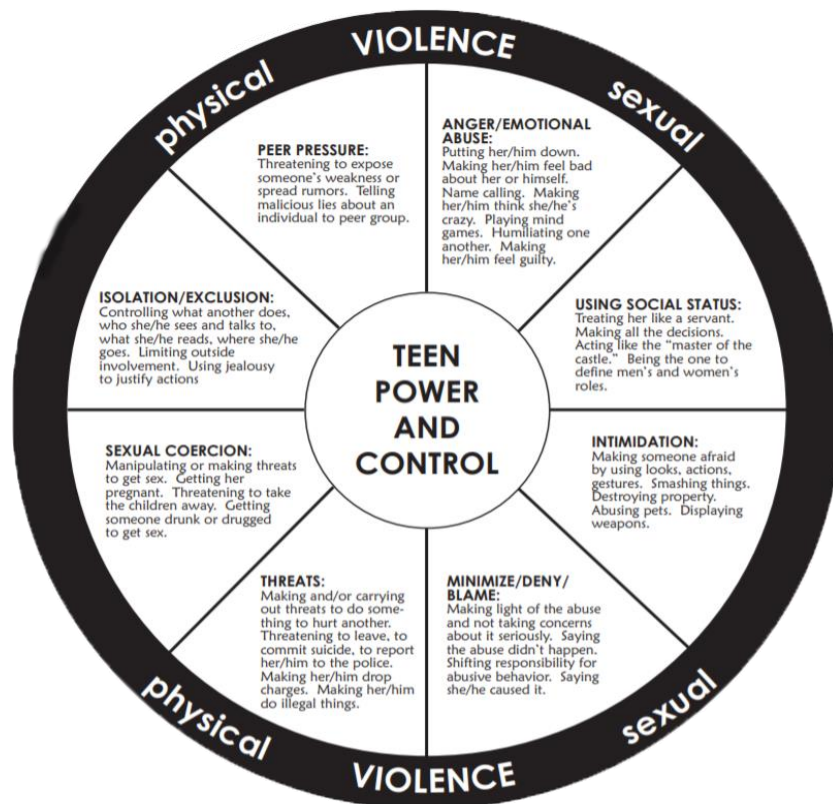 physical VIOLENCE sexual
PEER PRESSURE:
Threatening to expose
someone's weakness or
spread rumors. Telling
malicious lies about an
individual to peer group.
ANGER/EMOTIONAL
ABUSE:
Putting her/him down.
Making her/him feel bad
about her or himself.
Name calling. Making
her/him think she/he's
crazy. Playing mind
games. Humiliating one
another. Making
her/him feel guilty.
ISOLATION/EXCLUSION:
Controlling what another does,
who she/he sees and talks to,
what she/he reads, where she/he
goes. Limiting outside
involvement. Using jealousy
to justify actions
USING SOCIAL STATUS:
Treating her like a servant.
Making all the decisions.
Acting like the “master of the
castle.” Being the one to
define men's and women's
roles.
TEEN
POWER
AND
CONTROL
SEXUAL COERCION:
Manipulating or making threats
to get sex. Getting her
pregnant. Threatening to take
the children away. Getting
someone drunk or drugged
to get sex.
INTIMIDATION:
Making someone afraid
by using looks, actions,
gestures. Smashing things.
Destroying property.
Abusing pets. Displaying
weapons.
THREATS:
Making and/or carrying
out threats to do some-
thing to hurt another.
Threatening to leave, to
commit suicide, to report
her/him to the police.
Making her/him drop
charges. Making her/him
do illegal things.
MINIMIZE/DENY/
BLAME:
Making light of the abuse
and not taking concerns
about it seriously. Saying
the abuse didn't happen.
Shifting responsibility for
abusive behavior. Saying
she/he caused it.
physical VIOLENCE sexual